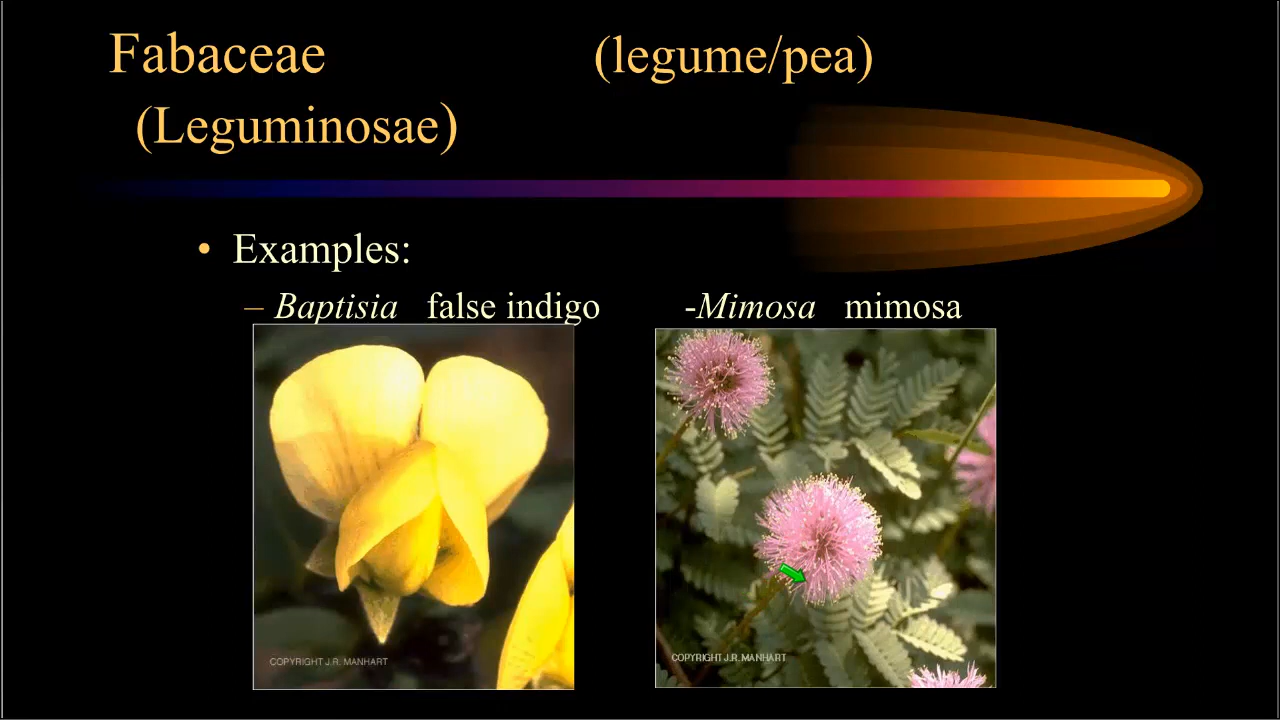 Fabaceae (legume/pea)
(Leguminosae)
• Examples:
– Baptisia false indigo -Mimosa mimosa
COPYRIGHT J.R. MANHART COPYRIGHT J.R. MANHART